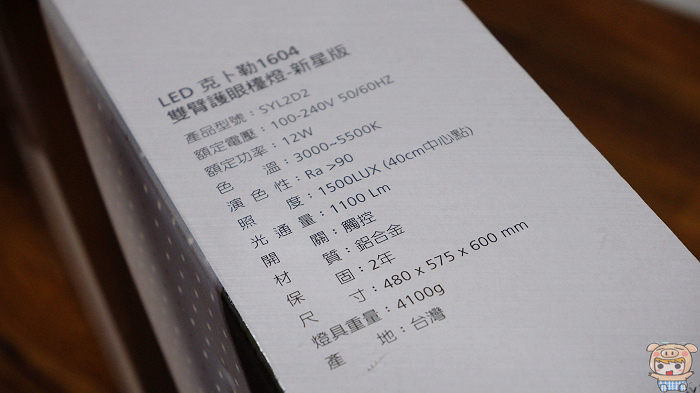 LED 克卜勒1604
雙臂護眼檯燈-新星版
產品型號：SYL2D2
額定電壓：100-240V 50/60HZ
額定功率：12W
色 溫：3000~5500K
演色性：Ra >90
照 度：1500LUX (40cm中心點)
光通量：1100 Lm
開 關：觸控
材 質：鋁合金
保 固：2年
尺 寸：480 x 575 x 600 mm
燈具重量：4100g
產 地：台灣